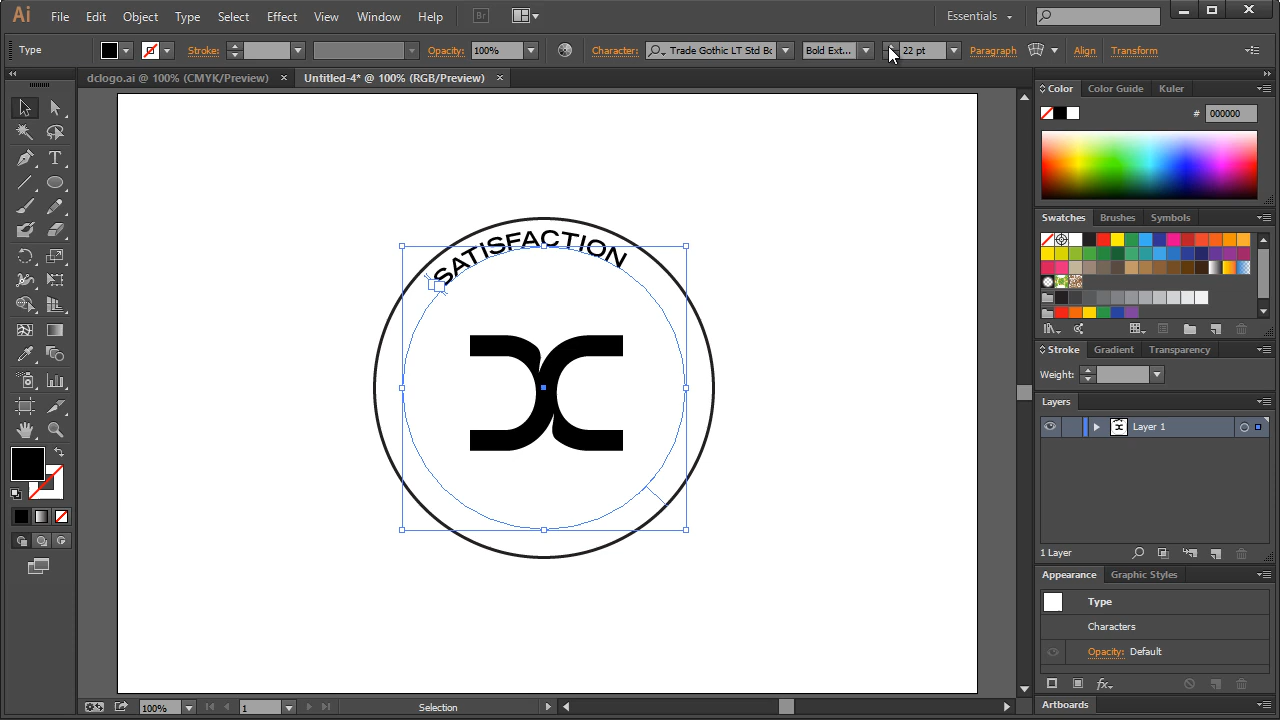 Ai File Edit Object Type Select Effect View Window Help Br Essentials
Type Stroke: Opacity: 100% Character: Trade Gothic LT Std Bc Bold Ext... 22 pt Paragraph Align Transform
dclogo.ai @ 100% (CMYK/Preview) × Untitled-4* @ 100% (RGB/Preview) ×
Color Color Guide Kuler
# 000000
Swatches Brushes Symbols
SATISFACTION
Stroke Gradient Transparency
Weight:
Layers
Layer 1
1 Layer
Appearance Graphic Styles
Type
Characters
Opacity: Default
fx
Artboards
100% 1 Selection